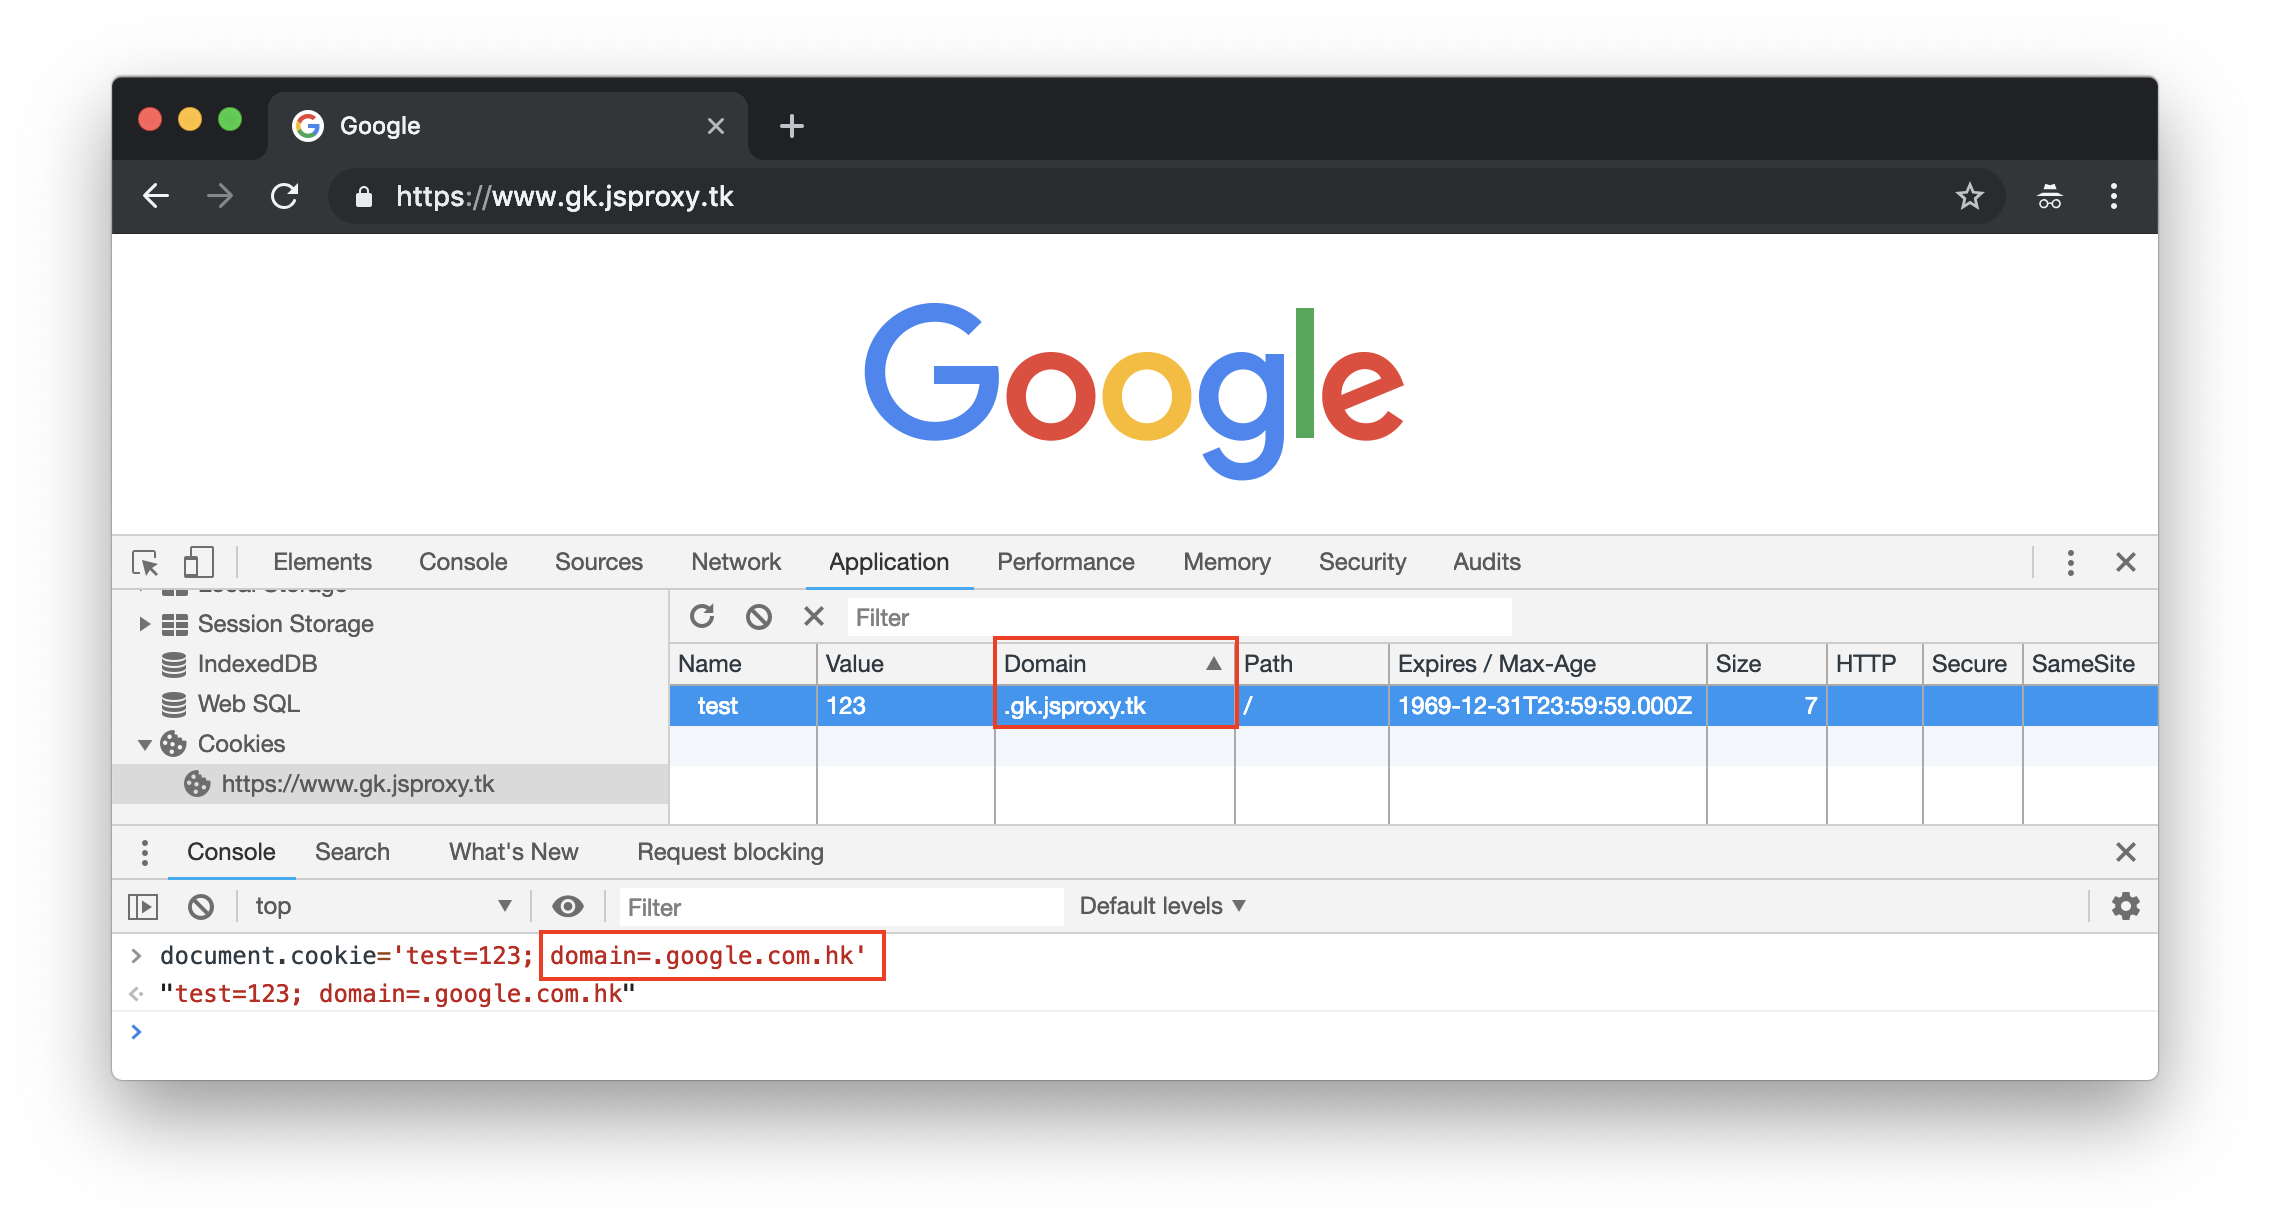 Google
https://www.gk.jsproxy.tk
Google
Elements Console Sources Network Application Performance Memory Security Audits
Local Storage
Session Storage
IndexedDB
Web SQL
Cookies
https://www.gk.jsproxy.tk
Filter
Name Value Domain ▲ Path Expires / Max-Age Size HTTP Secure SameSite
test 123 .gk.jsproxy.tk / 1969-12-31T23:59:59.000Z 7
Console Search What's New Request blocking
top ▼ Filter Default levels ▼
> document.cookie='test=123; domain=.google.com.hk'
"test=123; domain=.google.com.hk"
>